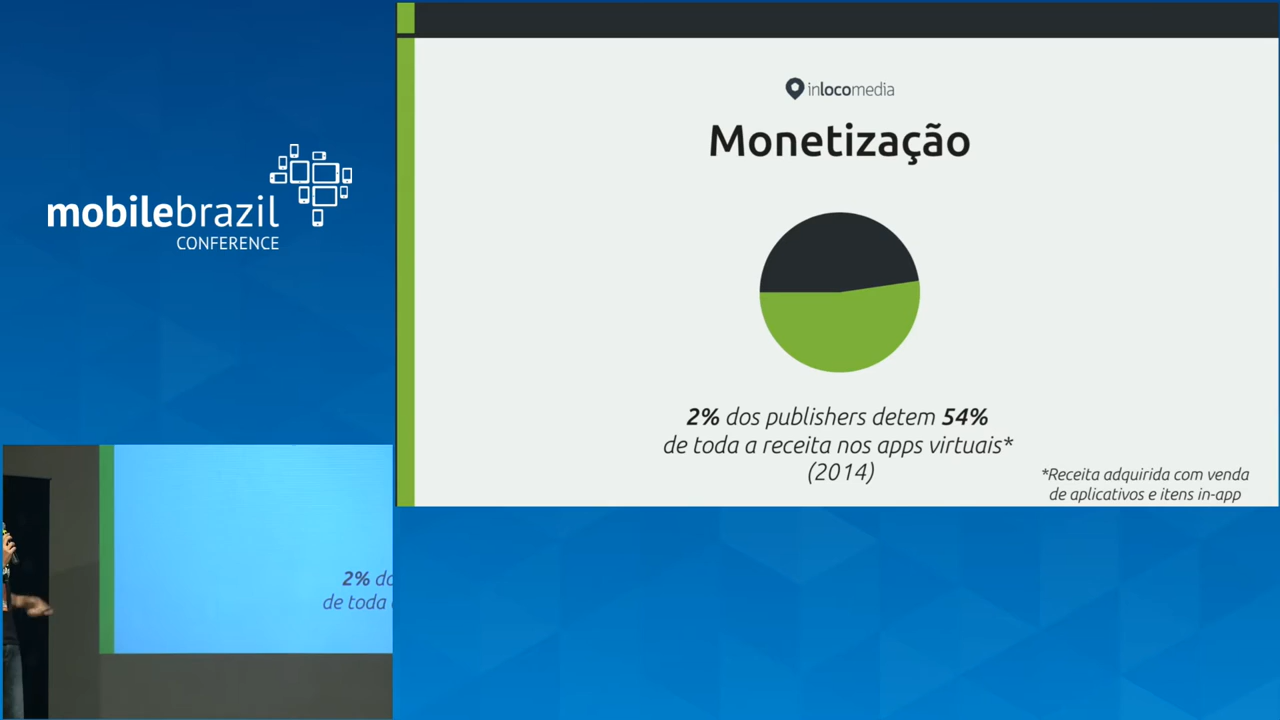 mobilebrazil
CONFERENCE
inlocomedia
Monetização
2% dos publishers detem 54%
de toda a receita nos apps virtuais*
(2014)
*Receita adquirida com venda
de aplicativos e itens in-app
2% do
de toda